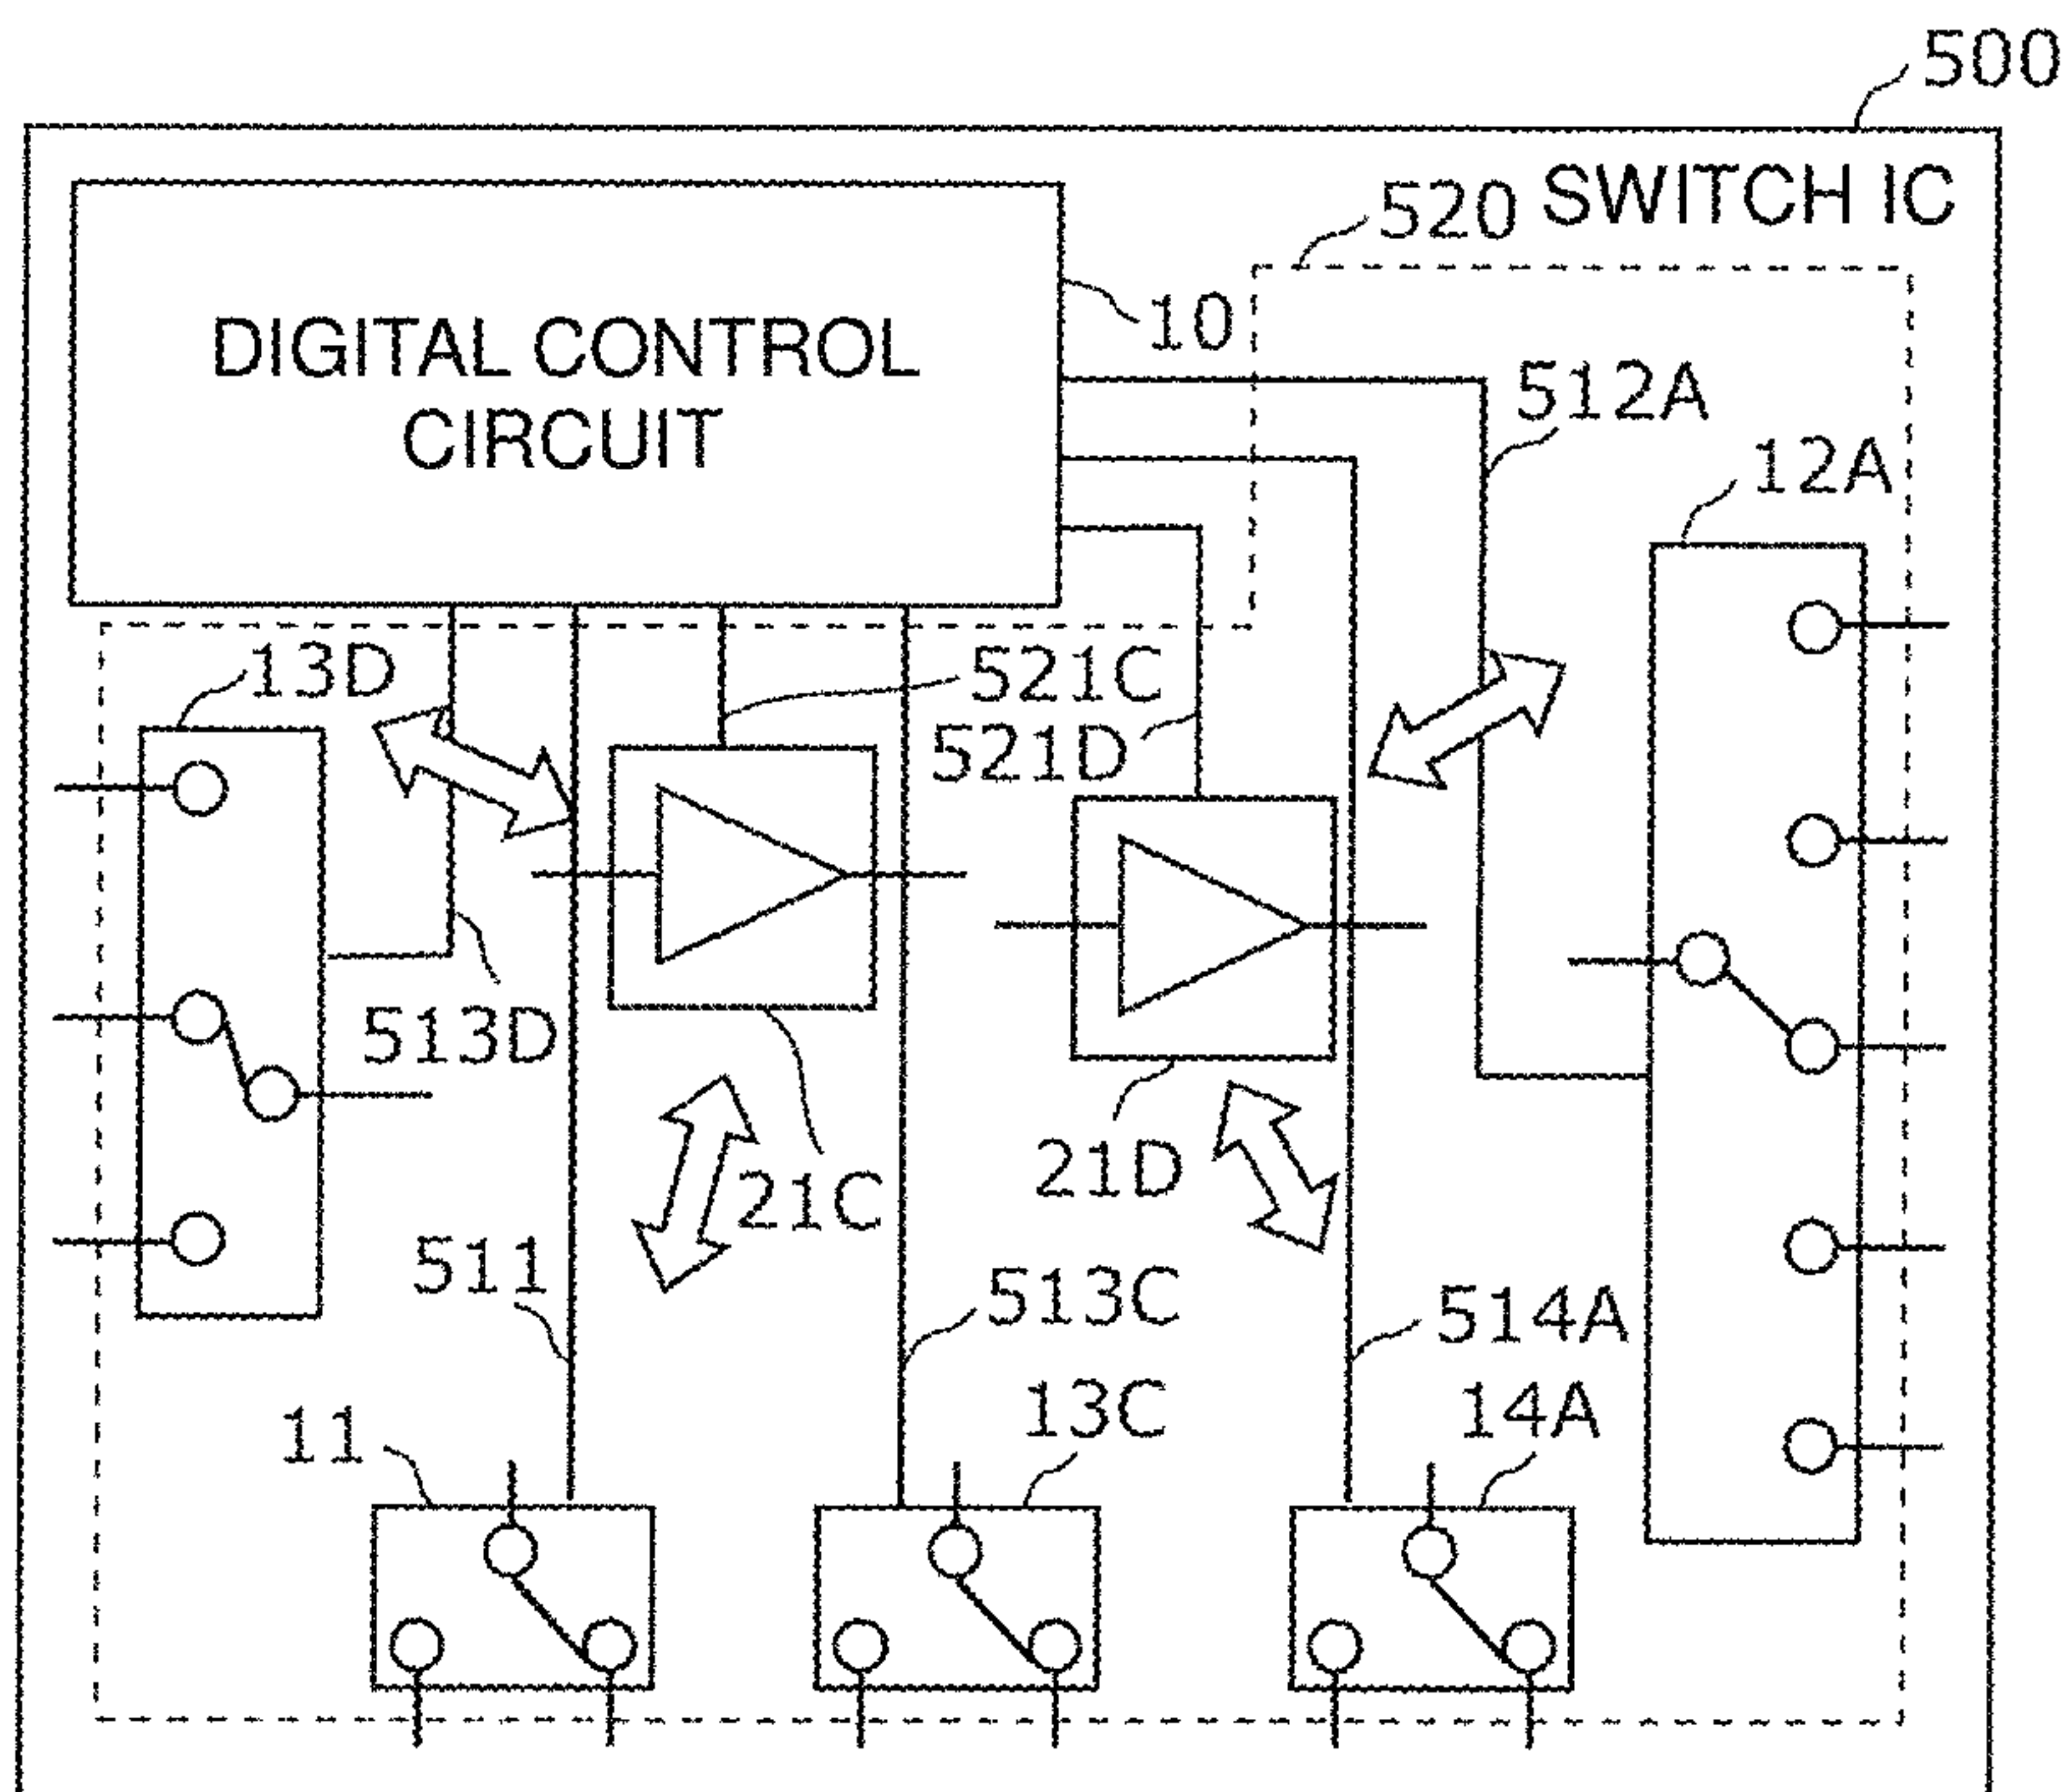 500
SWITCH IC
520
10
DIGITAL CONTROL
CIRCUIT
512A
12A
13D
521C
521D
513D
21C
21D
511
513C
514A
11
13C
14A